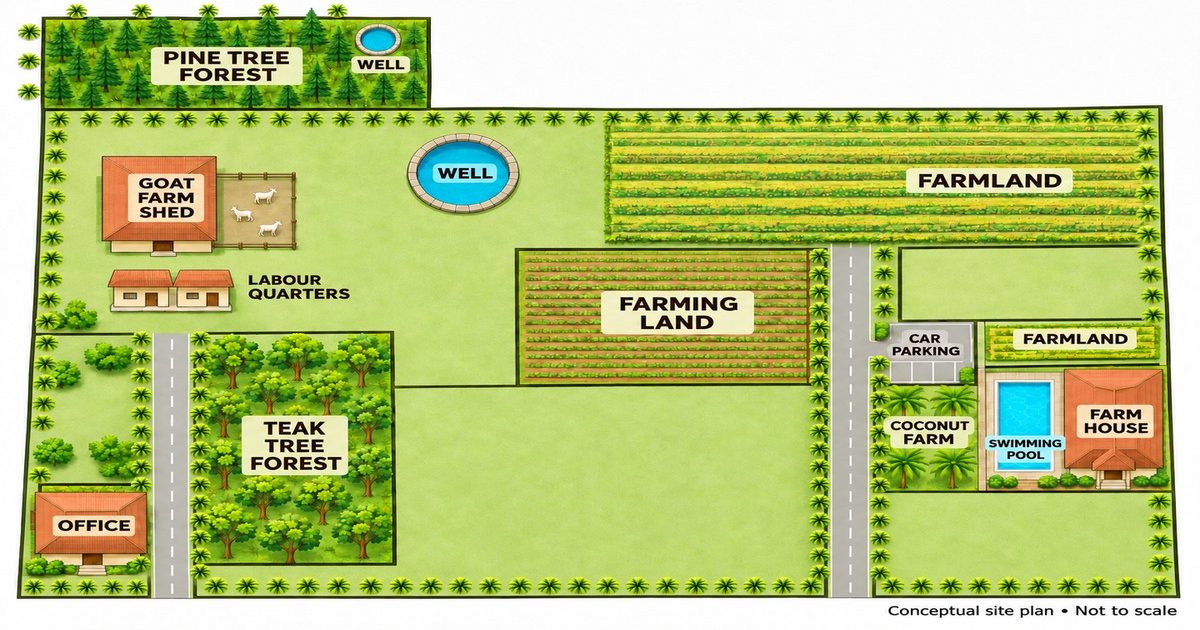 PINE TREE
FOREST
WELL
GOAT
FARM
SHED
WELL
FARMLAND
LABOUR
QUARTERS
FARMING
LAND
CAR
PARKING
FARMLAND
TEAK
TREE
FOREST
COCONUT
FARM
SWIMMING
POOL
FARM
HOUSE
OFFICE
Conceptual site plan • Not to scale